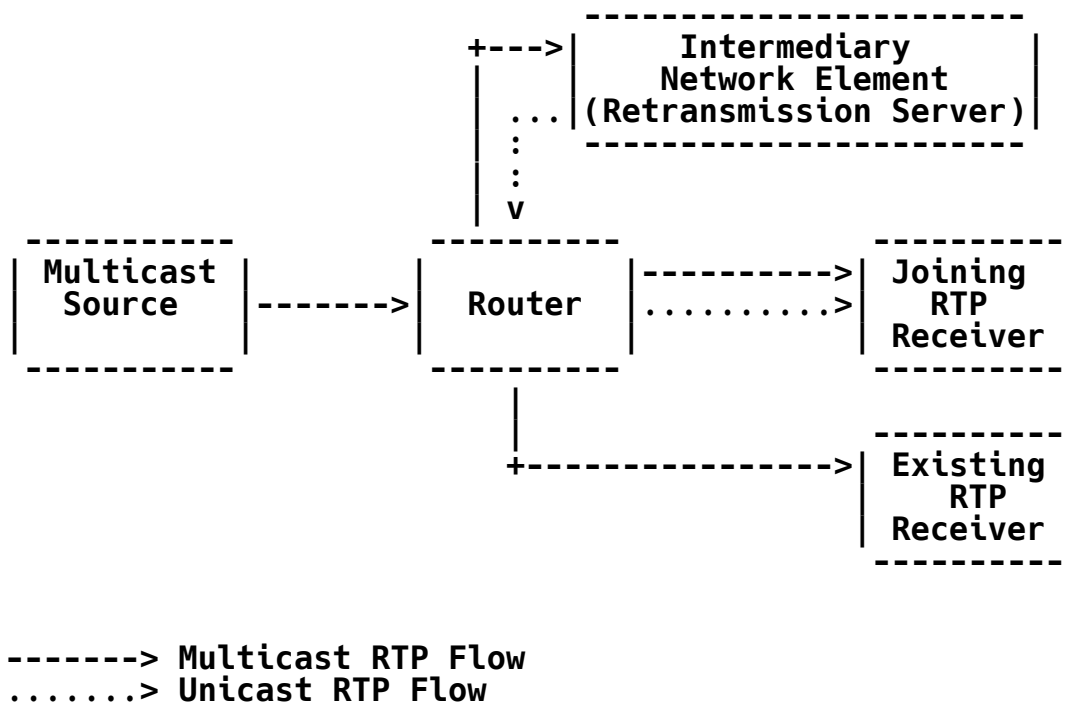 Intermediary
Network Element
(Retransmission Server)
Multicast
Source
Router
Joining
RTP
Receiver
Existing
RTP
Receiver
-------> Multicast RTP Flow
.......> Unicast RTP Flow